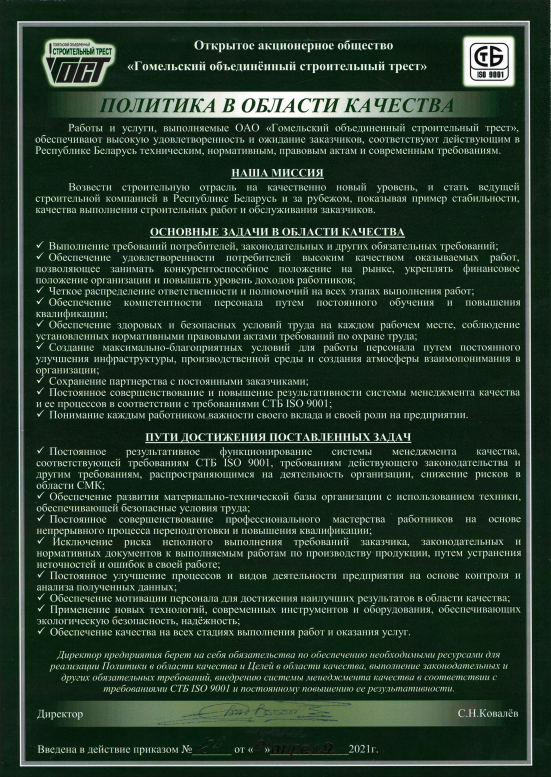 Открытое акционерное общество
«Гомельский объединённый строительный трест»
ГОМЕЛЬСКИЙ ОБЪЕДИНЕННЫЙ
СТРОИТЕЛЬНЫЙ ТРЕСТ
ГОСТ
СТБ
ISO 9001
ПОЛИТИКА В ОБЛАСТИ КАЧЕСТВА
Работы и услуги, выполняемые ОАО «Гомельский объединенный строительный трест»,
обеспечивают высокую удовлетворенность и ожидание заказчиков, соответствуют действующим в
Республике Беларусь техническим, нормативным, правовым актам и современным требованиям.
НАША МИССИЯ
Возвести строительную отрасль на качественно новый уровень, и стать ведущей
строительной компанией в Республике Беларусь и за рубежом, показывая пример стабильности,
качества выполнения строительных работ и обслуживания заказчиков.
ОСНОВНЫЕ ЗАДАЧИ В ОБЛАСТИ КАЧЕСТВА
✓ Выполнение требований потребителей, законодательных и других обязательных требований;
✓ Обеспечение удовлетворенности потребителей высоким качеством оказываемых работ,
позволяющее занимать конкурентоспособное положение на рынке, укреплять финансовое
положение организации и повышать уровень доходов работников;
✓ Четкое распределение ответственности и полномочий на всех этапах выполнения работ;
✓ Обеспечение компетентности персонала путем постоянного обучения и повышения
квалификации;
✓ Обеспечение здоровых и безопасных условий труда на каждом рабочем месте, соблюдение
установленных нормативными правовыми актами требований по охране труда;
✓ Создание максимально-благоприятных условий для работы персонала путем постоянного
улучшения инфраструктуры, производственной среды и создания атмосферы взаимопонимания в
организации;
✓ Сохранение партнерства с постоянными заказчиками;
✓ Постоянное совершенствование и повышение результативности системы менеджмента качества
и ее процессов в соответствии с требованиями СТБ ISO 9001;
✓ Понимание каждым работником важности своего вклада и своей роли на предприятии.
ПУТИ ДОСТИЖЕНИЯ ПОСТАВЛЕННЫХ ЗАДАЧ
✓ Постоянное результативное функционирование системы менеджмента качества,
соответствующей требованиям СТБ ISO 9001, требованиям действующего законодательства и
другим требованиям, распространяющимся на деятельность организации, снижение рисков в
области СМК;
✓ Обеспечение развития материально-технической базы организации с использованием техники,
обеспечивающей безопасные условия труда;
✓ Постоянное совершенствование профессионального мастерства работников на основе
непрерывного процесса переподготовки и повышения квалификации;
✓ Исключение риска неполного выполнения требований заказчика, законодательных и
нормативных документов к выполняемым работам по производству продукции, путем устранения
неточностей и ошибок в своей работе;
✓ Постоянное улучшение процессов и видов деятельности предприятия на основе контроля и
анализа полученных данных;
✓ Обеспечение мотивации персонала для достижения наилучших результатов в области качества;
✓ Применение новых технологий, современных инструментов и оборудования, обеспечивающих
экологическую безопасность, надёжность;
✓ Обеспечение качества на всех стадиях выполнения работ и оказания услуг.
Директор предприятия берет на себя обязательства по обеспечению необходимыми ресурсами для
реализации Политики в области качества и Целей в области качества, выполнение законодательных и
других обязательных требований, внедрению системы менеджмента качества в соответствии с
требованиями СТБ ISO 9001 и постоянному повышению ее результативности.
Директор С.Н.Ковалёв
Введена в действие приказом № от « » 2021г.